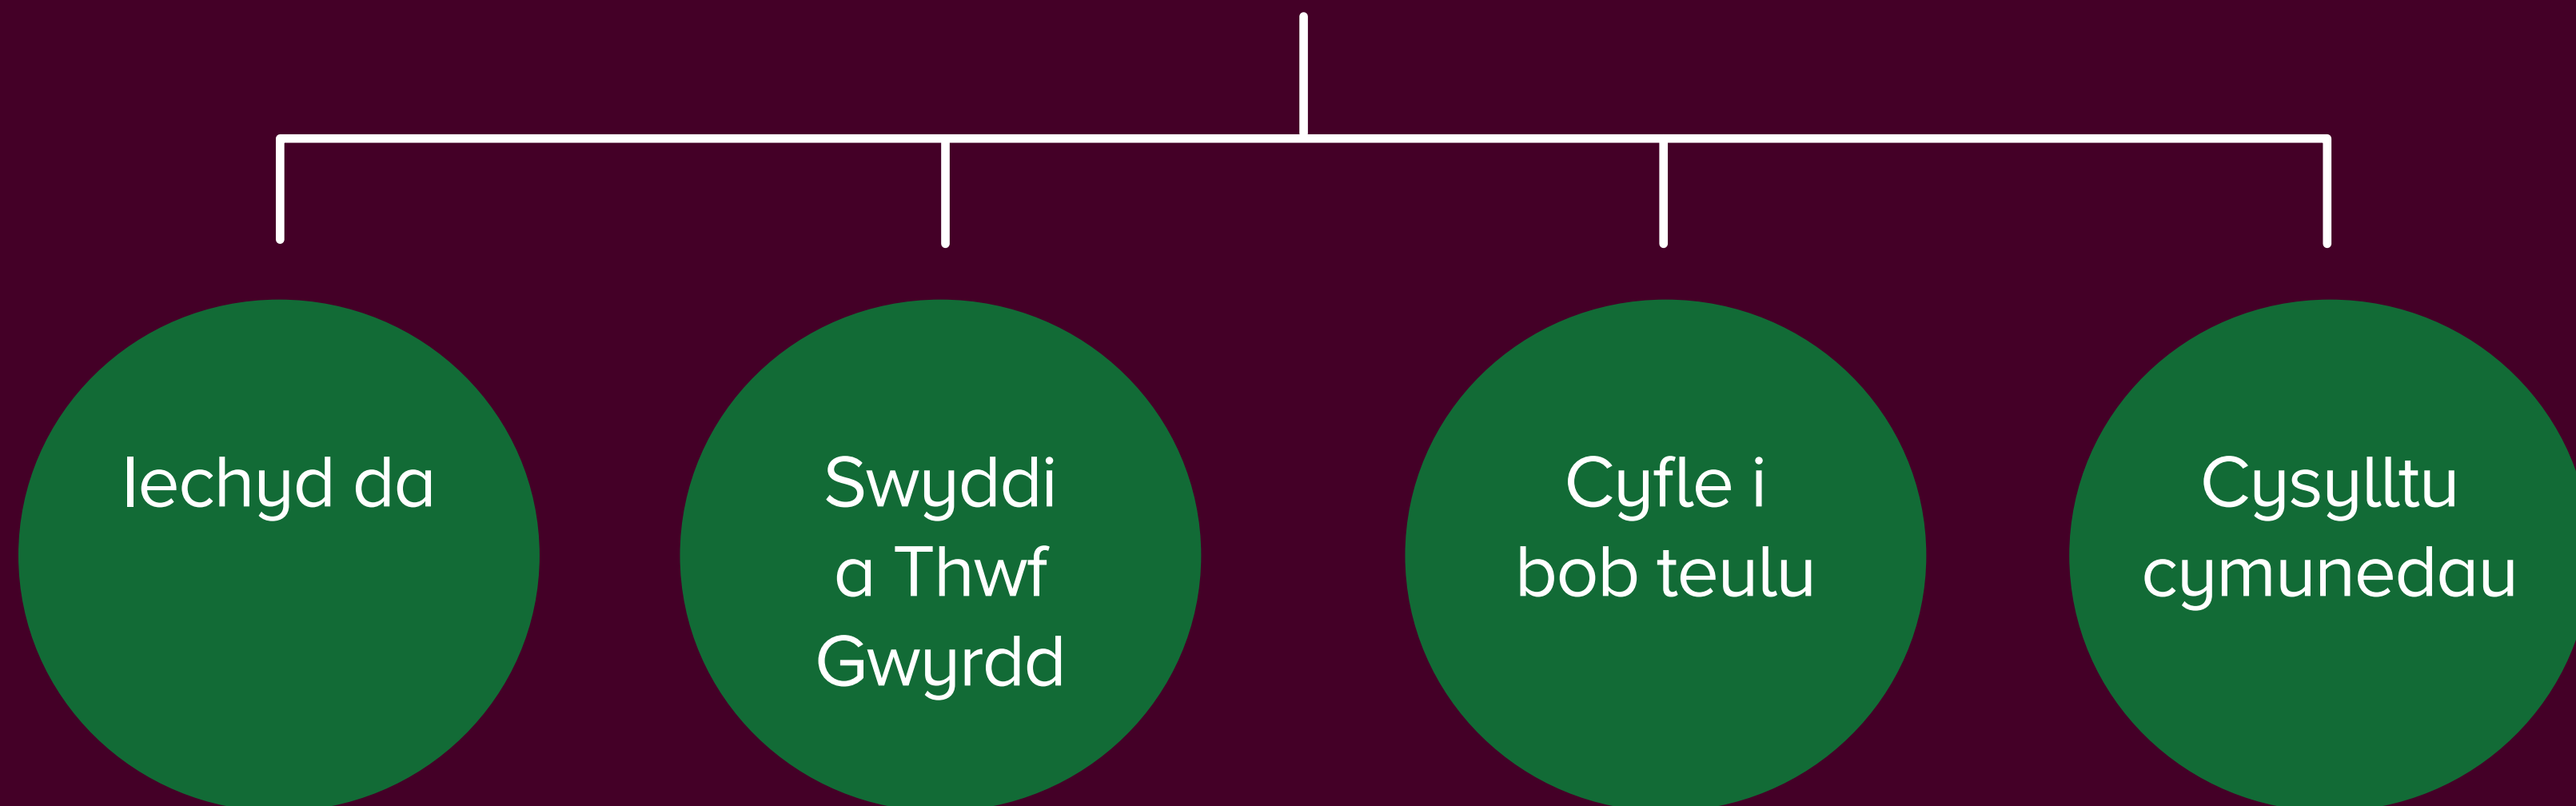 Iechyd da
Swyddi
a Thwf
Gwyrdd
Cyfle i
bob teulu
Cysylltu
cymunedau